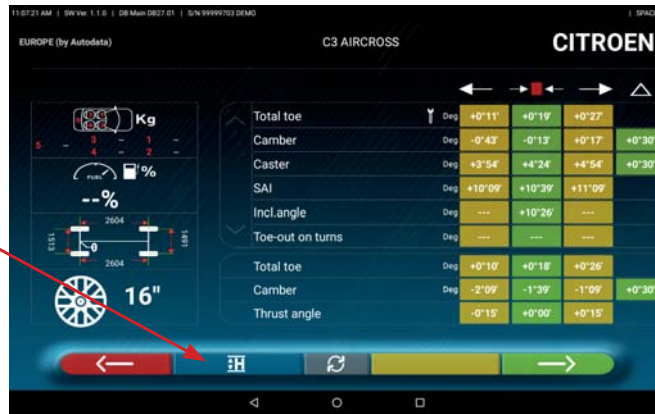 11:07:21 AM | SW Ver: 1.1.0 | DB Main DB27.01 | S/N 99999703 DEMO | SPAC
EUROPE (by Autodata) C3 AIRCROSS CITROEN
Kg
5 - 3 - 1 -
4 - 2 -
FUEL %
--%
2604
1513 0 1491
2604
16"
Total toe Deg +0°11' +0°19' +0°27'
Camber Deg -0°43' -0°13' +0°17' +0°30'
Caster Deg +3°54' +4°24' +4°54' +0°30'
SAI Deg +10°09' +10°39' +11°09'
Incl.angle Deg --- +10°26' ---
Toe-out on turns Deg --- --- ---
Total toe Deg +0°10' +0°18' +0°26'
Camber Deg -2°09' -1°39' -1°09' +0°30'
Thrust angle -0°15' +0°00' +0°15'
H